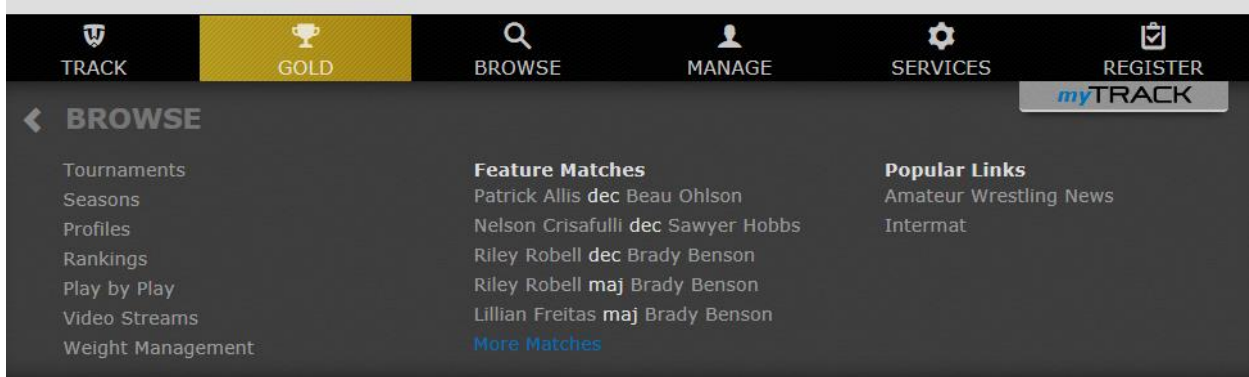 TRACK
GOLD
BROWSE
MANAGE
SERVICES
REGISTER
myTRACK
BROWSE
Tournaments
Seasons
Profiles
Rankings
Play by Play
Video Streams
Weight Management
Feature Matches
Patrick Allis dec Beau Ohlson
Nelson Crisafulli dec Sawyer Hobbs
Riley Robell dec Brady Benson
Riley Robell maj Brady Benson
Lillian Freitas maj Brady Benson
More Matches
Popular Links
Amateur Wrestling News
Intermat